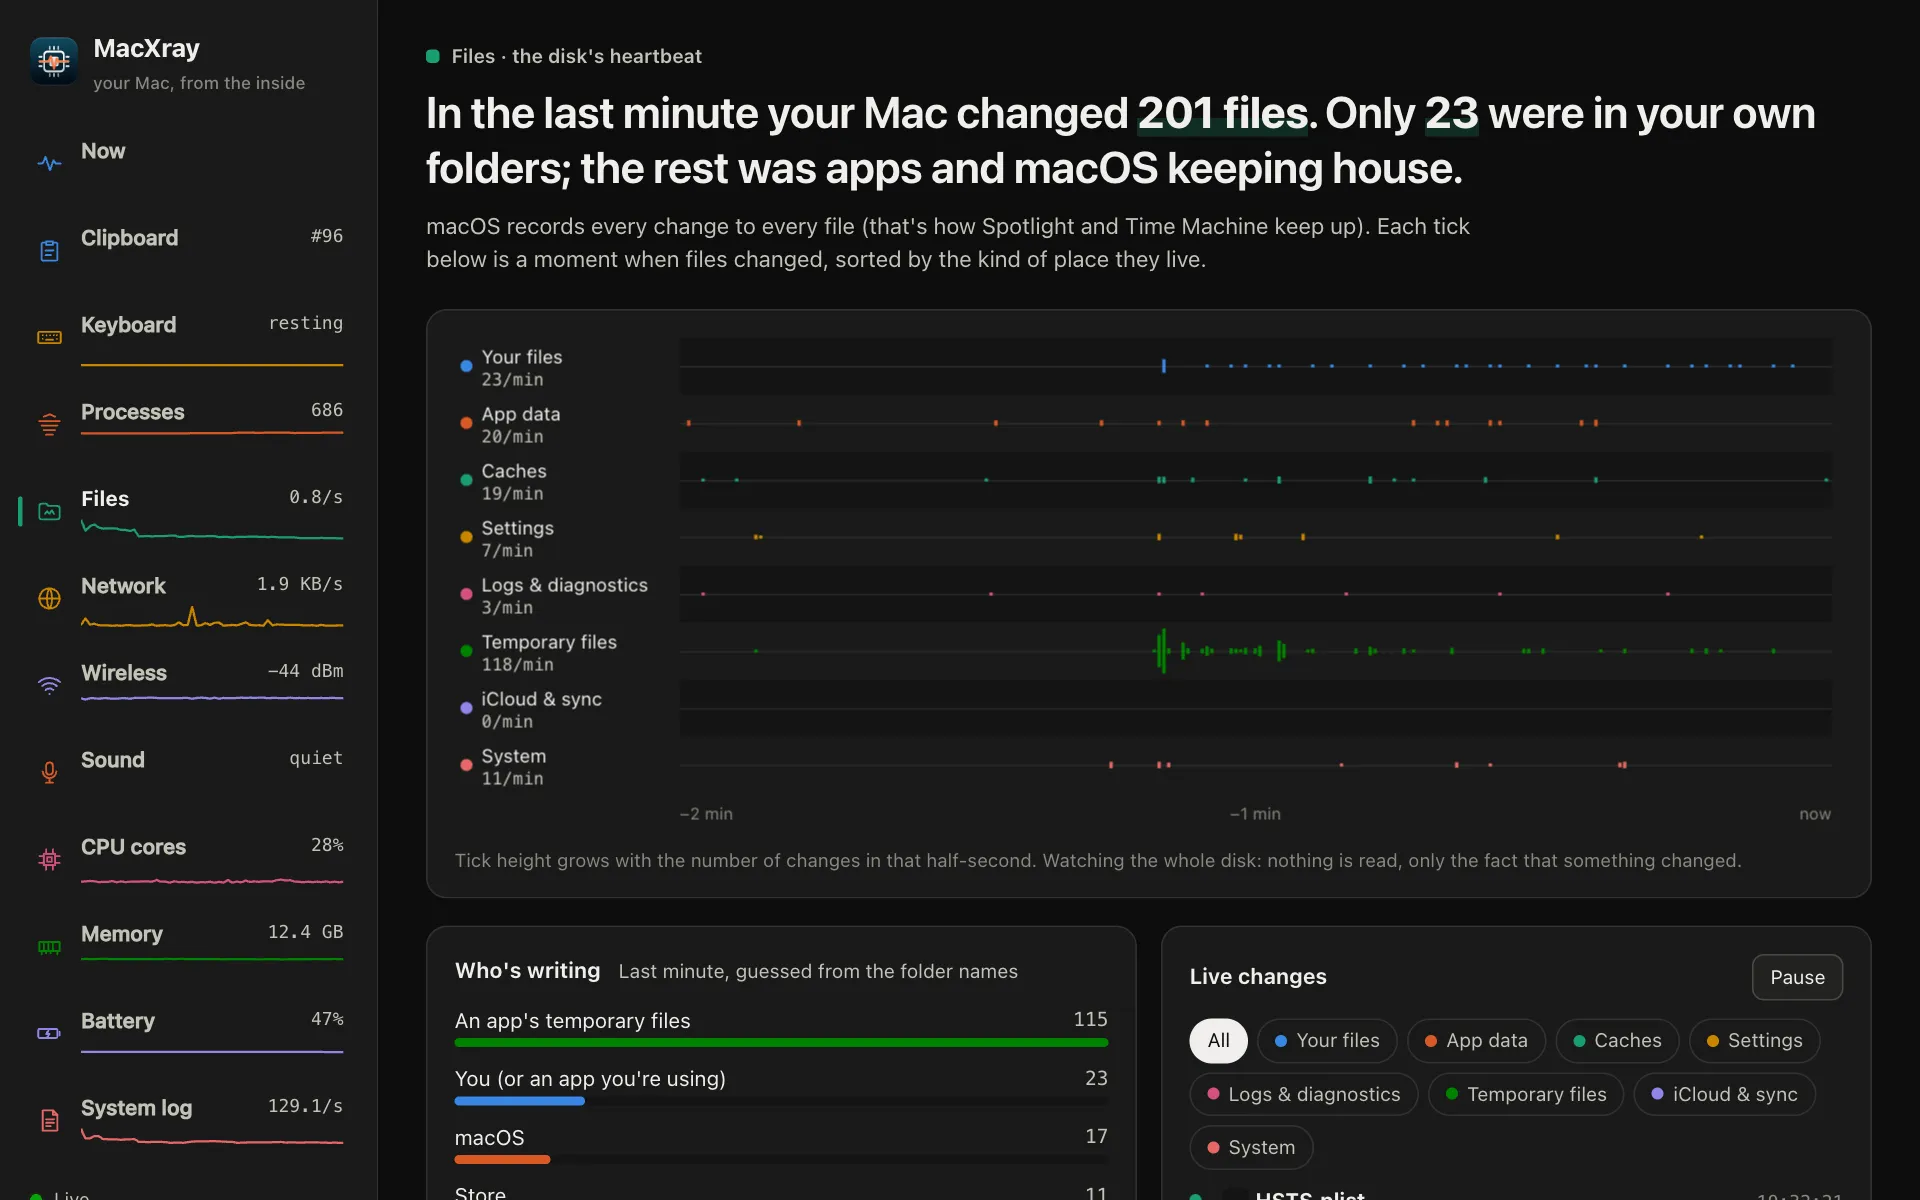 MacXray
your Mac, from the inside
Now
Clipboard #96
Keyboard resting
Processes 686
Files 0.8/s
Network 1.9 KB/s
Wireless −44 dBm
Sound quiet
CPU cores 28%
Memory 12.4 GB
Battery 47%
System log 129.1/s
Live
Files · the disk's heartbeat
In the last minute your Mac changed 201 files. Only 23 were in your own
folders; the rest was apps and macOS keeping house.
macOS records every change to every file (that's how Spotlight and Time Machine keep up). Each tick
below is a moment when files changed, sorted by the kind of place they live.
Your files
23/min
App data
20/min
Caches
19/min
Settings
7/min
Logs & diagnostics
3/min
Temporary files
118/min
iCloud & sync
0/min
System
11/min
−2 min −1 min now
Tick height grows with the number of changes in that half-second. Watching the whole disk: nothing is read, only the fact that something changed.
Who's writing Last minute, guessed from the folder names
An app's temporary files 115
You (or an app you're using) 23
macOS 17
Store 11
Live changes Pause
All Your files App data Caches Settings
Logs & diagnostics Temporary files iCloud & sync
System
HSTS.plist